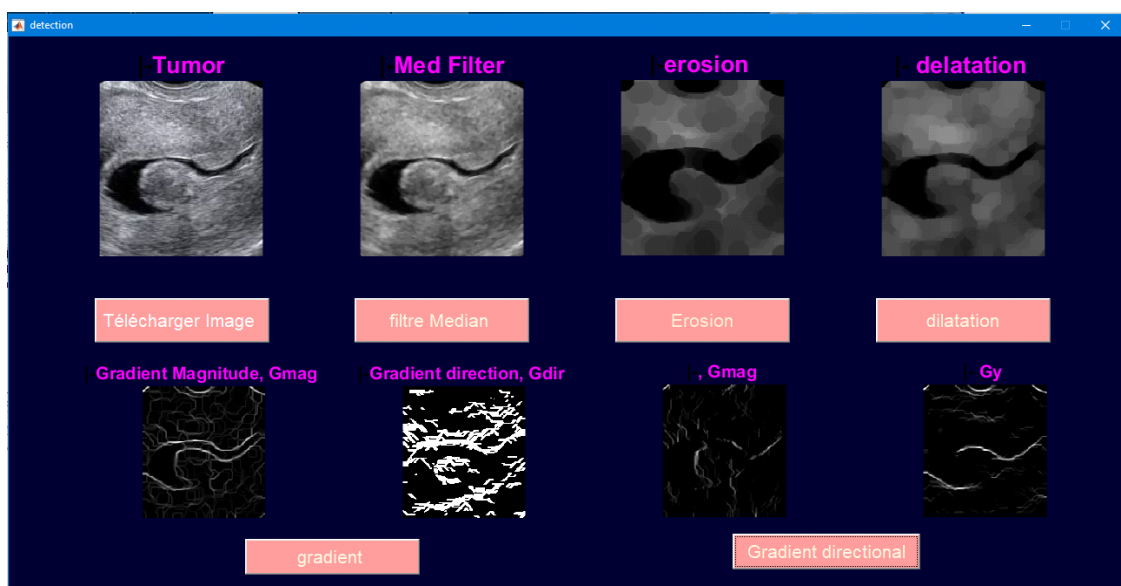 detection
Tumor
Med Filter
erosion
delatation
Télécharger Image
filtre Median
Erosion
dilatation
Gradient Magnitude, Gmag
Gradient direction, Gdir
, Gmag
Gy
gradient
Gradient directional